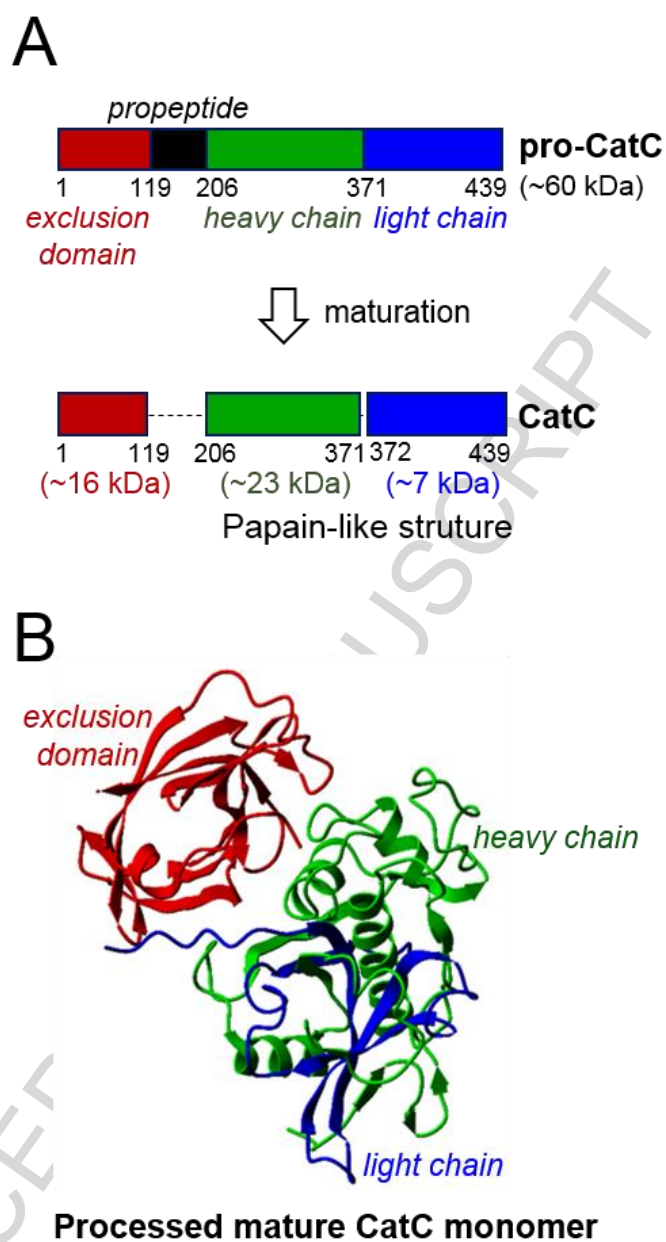 A
propeptide
pro-CatC
1 119 206 371 439 (~60 kDa)
exclusion domain heavy chain light chain
maturation
CatC
1 119 206 371 372 439
(~16 kDa) (~23 kDa) (~7 kDa)
Papain-like struture
USCRIPT
B
exclusion
domain
heavy chain
light chain
CE
Processed mature CatC monomer